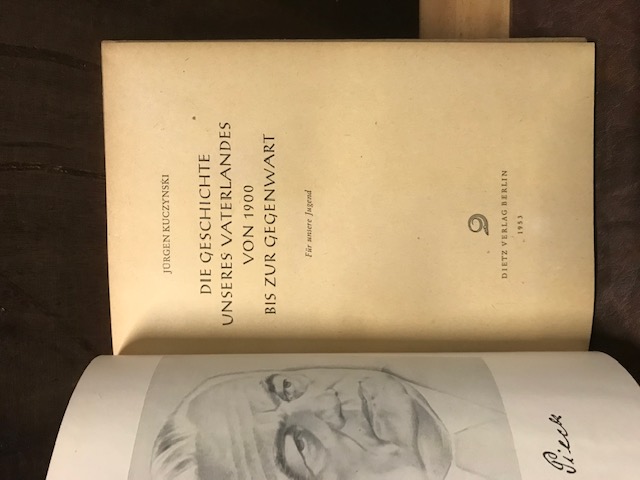 JÜRGEN KUCZYNSKI
DIE GESCHICHTE
UNSERES VATERLANDES
VON 1900
BIS ZUR GEGENWART
Für unsere Jugend
DIETZ VERLAG BERLIN
1953
Pieck